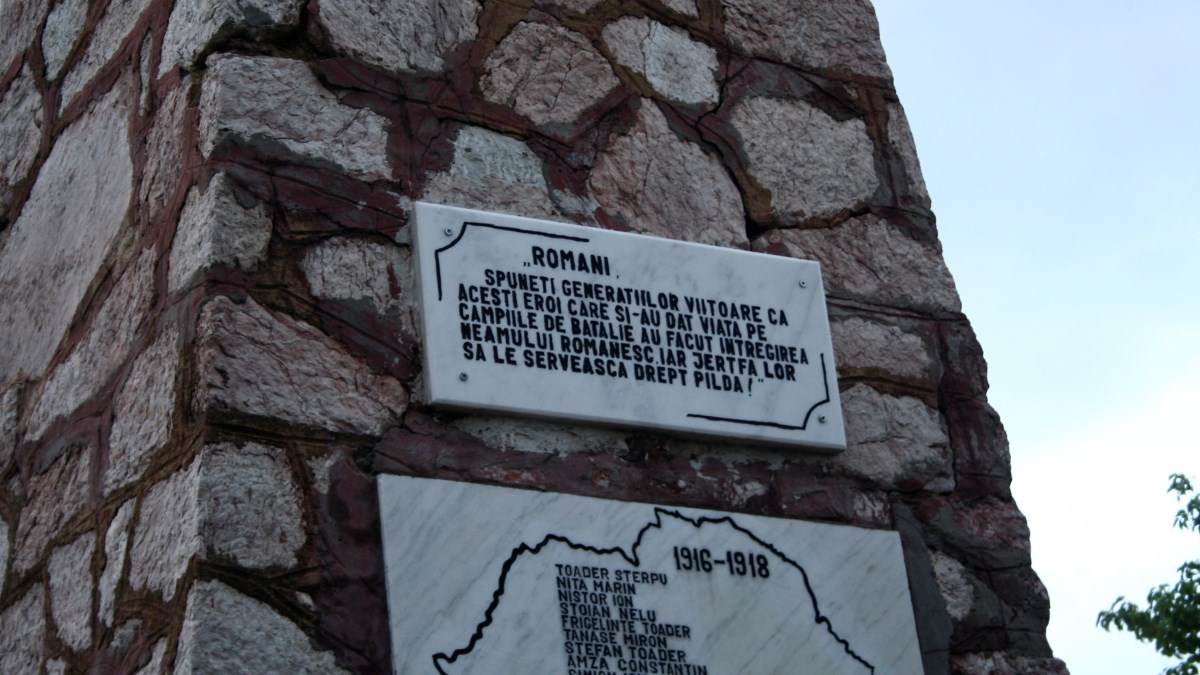 „ROMANI,
SPUNETI GENERATIILOR VIITOARE CA
ACESTI EROI CARE SI-AU DAT VIATA PE
CAMPIILE DE BATALIE AU FACUT INTREGIREA
NEAMULUI ROMANESC, IAR JERTFA LOR
SA LE SERVEASCA DREPT PILDA!"
1916-1918
TOADER STERPU
NITA MARIN
NISTOR ION
STOIAN NELU
FRIGELINTE TOADER
TANASE MIRON
STEFAN TOADER
AMZA CONSTANTIN